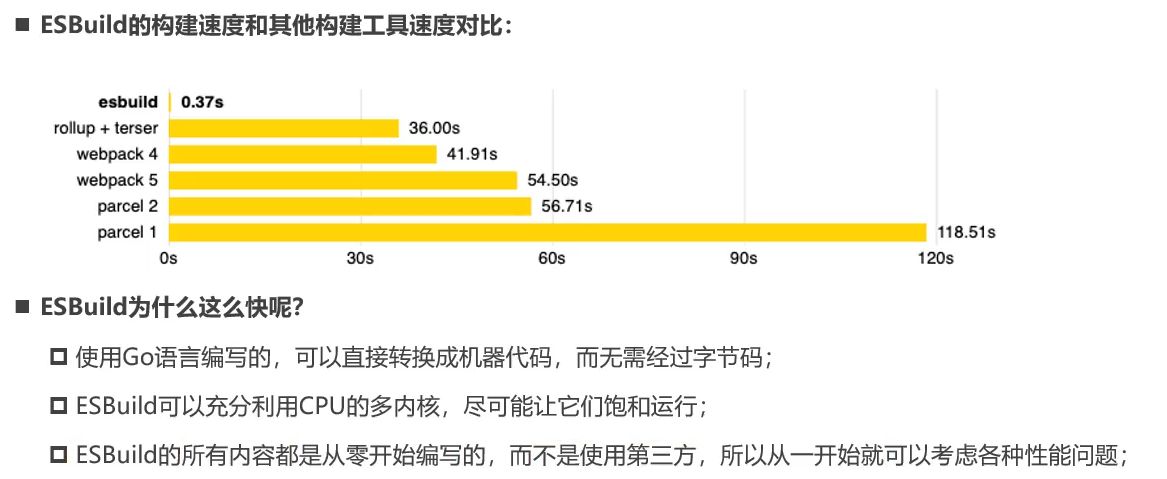 ESBuild的构建速度和其他构建工具速度对比：
esbuild 0.37s
rollup + terser 36.00s
webpack 4 41.91s
webpack 5 54.50s
parcel 2 56.71s
parcel 1 118.51s
0s 30s 60s 90s 120s
ESBuild为什么这么快呢？
使用Go语言编写的，可以直接转换成机器代码，而无需经过字节码；
ESBuild可以充分利用CPU的多内核，尽可能让它们饱和运行；
ESBuild的所有内容都是从零开始编写的，而不是使用第三方，所以从一开始就可以考虑各种性能问题；